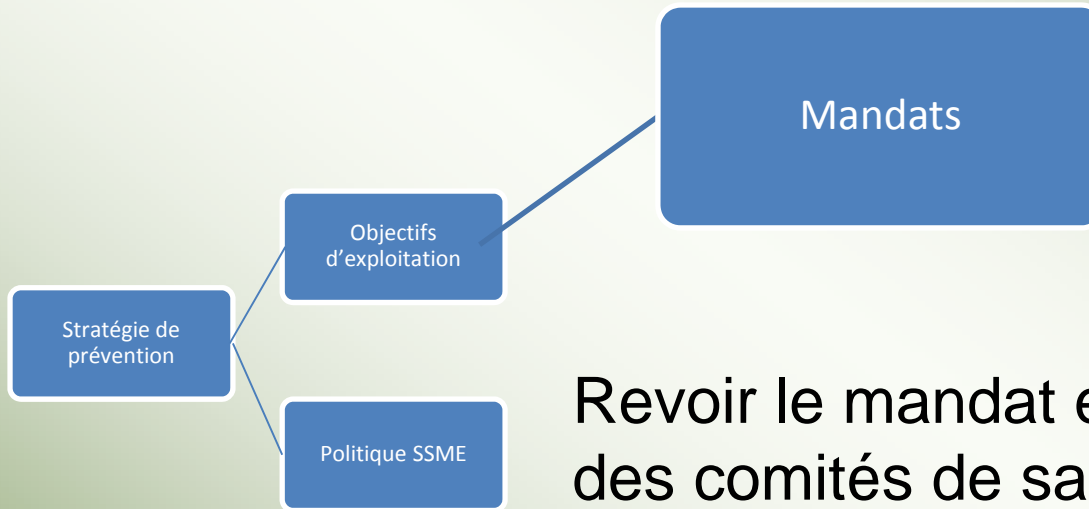 Mandats
Objectifs
d'exploitation
Stratégie de
prévention
Politique SSME
Revoir le mandat
des comités de